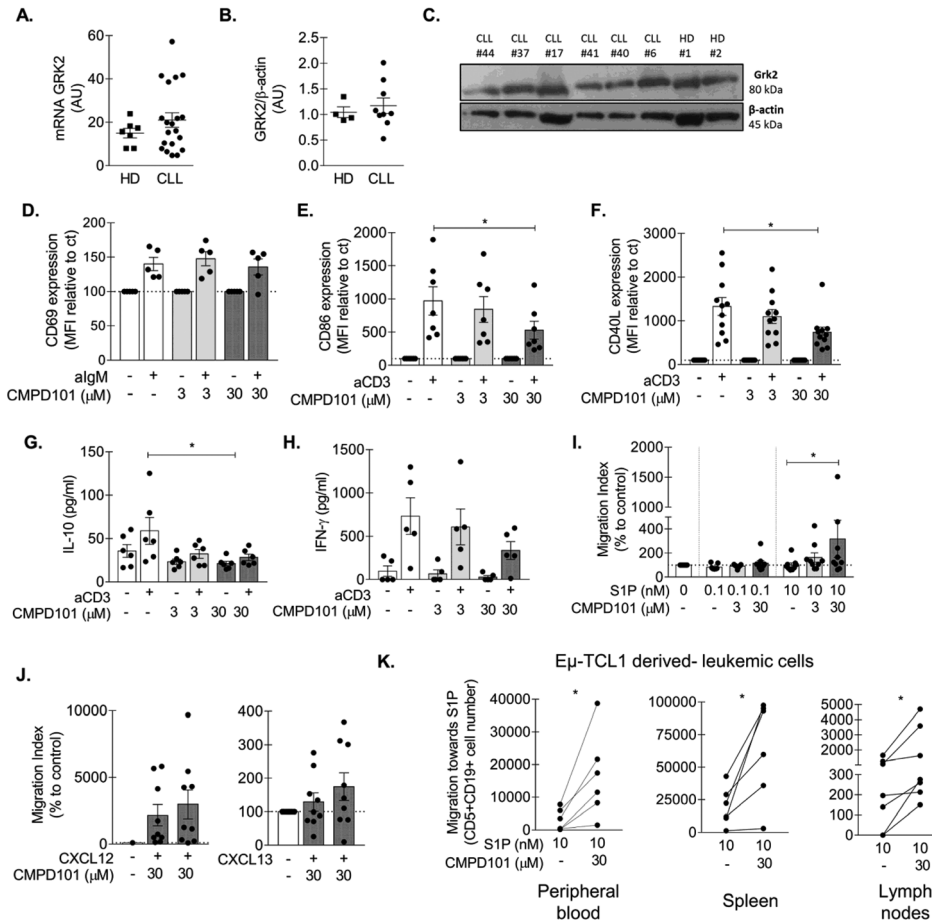 A.
mRNA GRK2
(AU)
60
40
20
0
HD CLL
B.
GRK2/β-actin
(AU)
2.5
2.0
1.5
1.0
0.5
0.0
HD CLL
C.
CLL CLL CLL CLL CLL CLL HD HD
#44 #37 #17 #41 #40 #6 #1 #2
Grk2
80 kDa
β-actin
45 kDa
D.
CD69 expression
(MFI relative to ct)
200
150
100
50
0
- + - + - +
aIgM
- - 3 3 30 30
CMPD101 (μM)
E.
CD86 expression
(MFI relative to ct)
2000
1500
1000
500
0
*
- + - + - +
aCD3
- - 3 3 30 30
CMPD101 (μM)
F.
CD40L expression
(MFI relative to ct)
3000
2000
1000
0
*
- + - + - +
aCD3
- - 3 3 30 30
CMPD101 (μM)
G.
IL-10 (pg/ml)
150
100
50
0
*
- + - + - +
aCD3
- - 3 3 30 30
CMPD101 (μM)
H.
IFN-γ (pg/ml)
1500
1000
500
0
- + - + - +
aCD3
- - 3 3 30 30
CMPD101 (μM)
I.
Migration Index
(% to control)
2000
1500
1000
400
200
100
0
*
S1P (nM) 0 0.1 0.1 0.1 10 10 10
CMPD101 (μM) - - 3 30 - 3 30
J.
Migration Index
(% to control)
10000
5000
0
CXCL12 - + +
CMPD101 (μM) - 30 30
400
300
200
100
0
CXCL13 - + +
- 30 30
K.
Eμ-TCL1 derived- leukemic cells
Migration towards S1P
(CD5+CD19+ cell number)
40000
30000
20000
10000
0
*
S1P (nM) 10 10
CMPD101 (μM) - 30
Peripheral
blood
100000
75000
50000
25000
0
*
10 10
- 30
Spleen
5000
4000
3000
2000
1000
300
200
100
0
*
10 10
- 30
Lymph
nodes